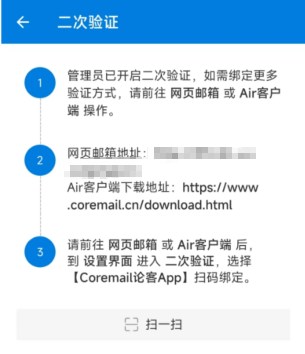 二次验证
1
管理员已开启二次验证，如需绑定更多
验证方式，请前往 网页邮箱 或 Air客户
端 操作。
2
网页邮箱地址：
Air客户端下载地址：https://www
.coremail.cn/download.html
3
请前往 网页邮箱 或 Air客户端 后，
到 设置界面 进入 二次验证，选择
【Coremail论客App】扫码绑定。
扫一扫